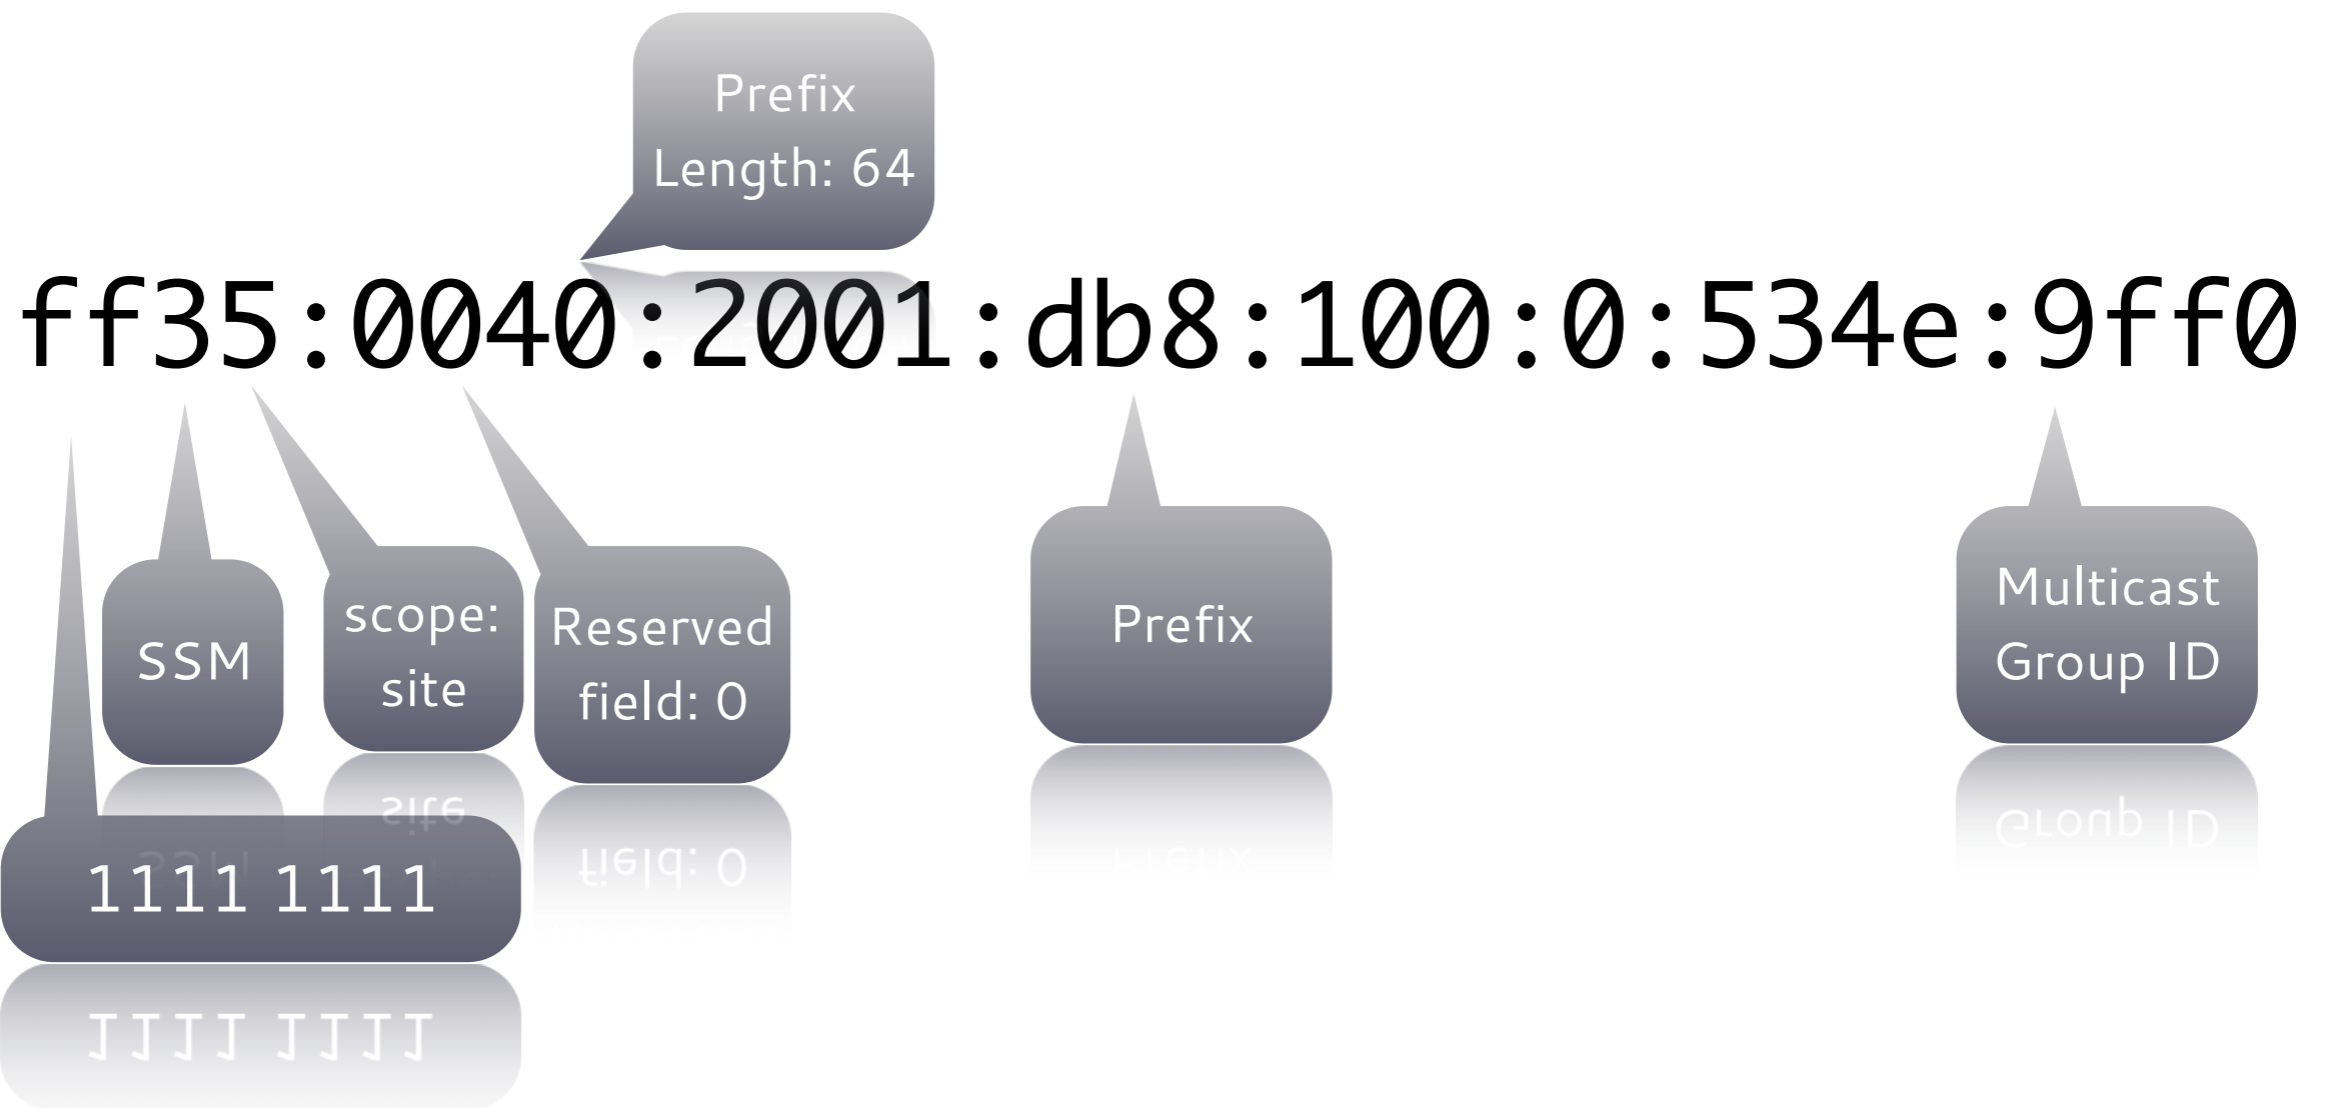 Prefix
Length: 64
ff35:0040:2001:db8:100:0:534e:9ff0
SSM
scope:
site
Reserved
field: 0
Prefix
Multicast
Group ID
1111 1111